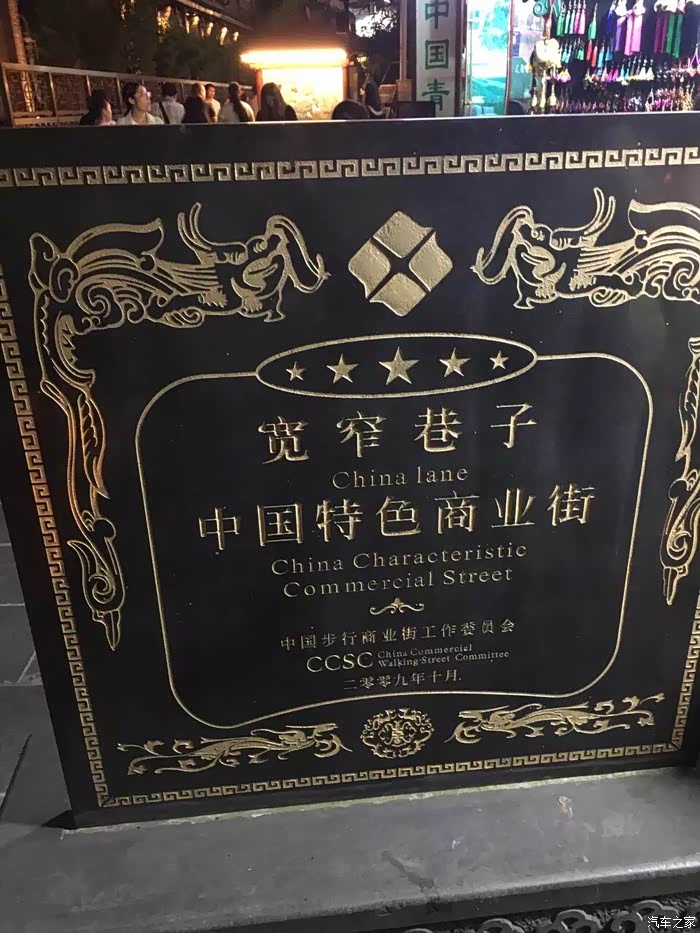 中国青
宽窄巷子
China lane
中国特色商业街
China Characteristic
Commercial Street
中国步行商业街工作委员会
CCSC China Commercial
Walking Street Committee
二零零九年十月
汽车之家